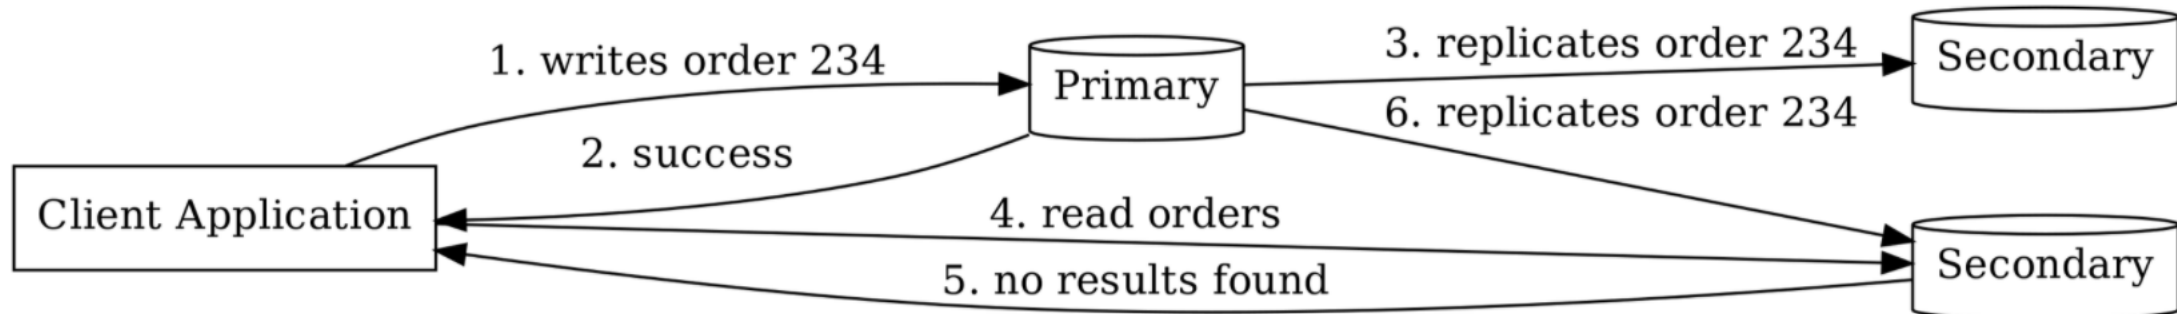 1. writes order 234
Primary
3. replicates order 234
Secondary
6. replicates order 234
2. success
Client Application
4. read orders
5. no results found
Secondary